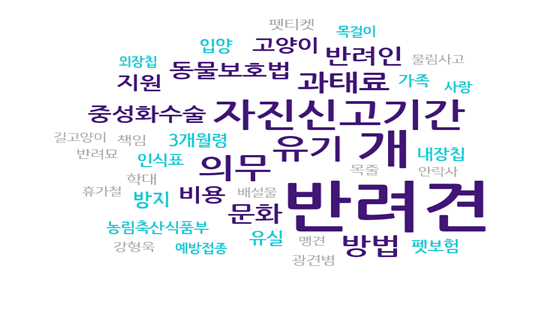 펫티켓 목걸이
입양 고양이 반려인 물림사고
외장칩 동물보호법
지원 과태료 가족 사랑
중성화수술 자진신고기간
길고양이 책임 3개월령 유기 개 내장칩
반려묘 인식표 의무 목줄 안락사
학대
휴가철 방지 비용 배설물 반려견
농림축산식품부 문화
강형욱 예방접종 유실 맹견 방법 펫보험
광견병